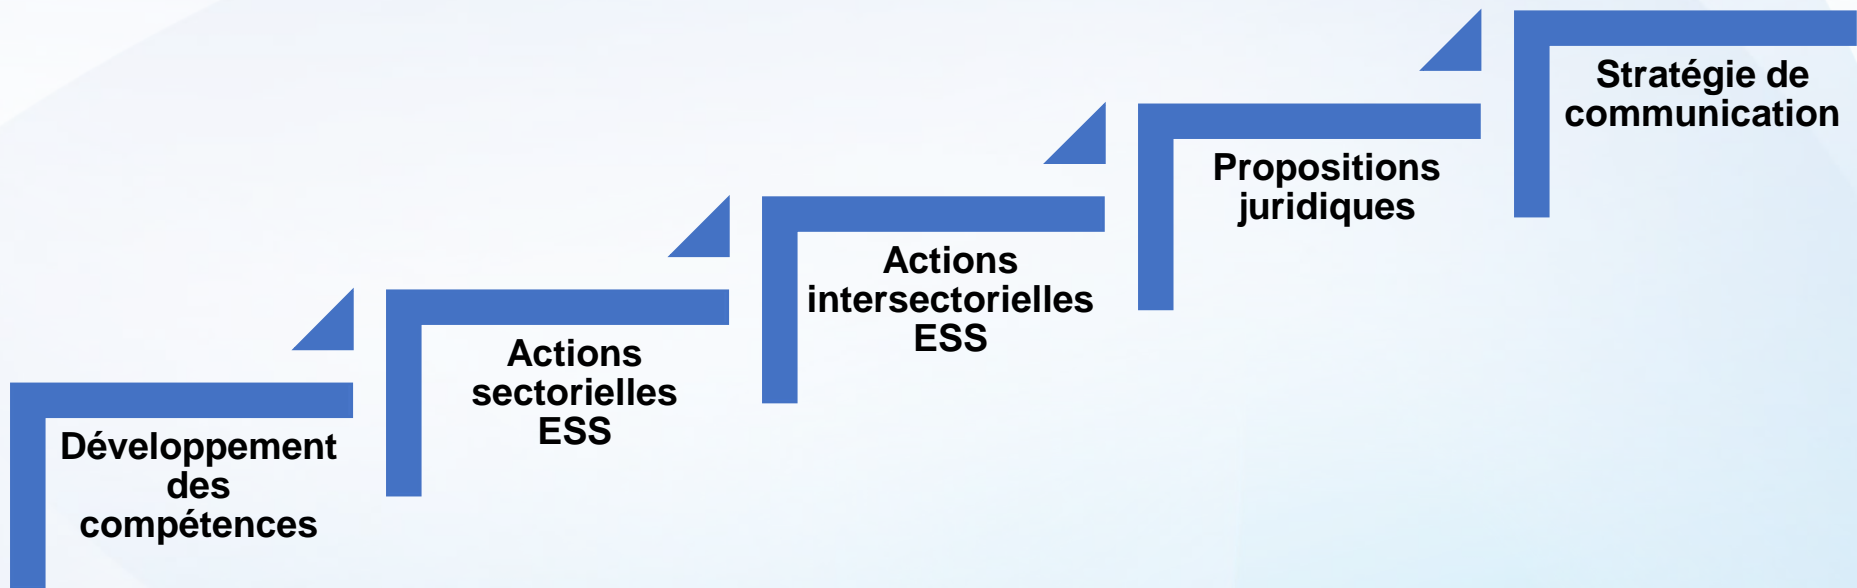 Développement
des
compétences
Actions
sectorielles
ESS
Actions
intersectorielles
ESS
Propositions
juridiques
Stratégie de
communication